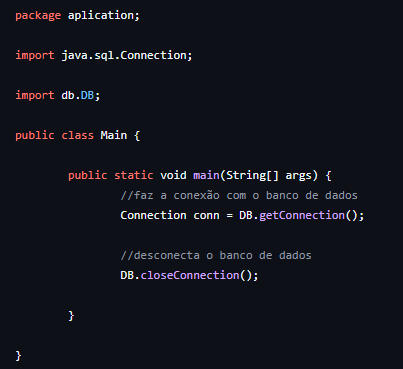 package aplication;
import java.sql.Connection;
import db.DB;
public class Main {
public static void main(String[] args) {
//faz a conexão com o banco de dados
Connection conn = DB.getConnection();
//desconecta o banco de dados
DB.closeConnection();
}
}